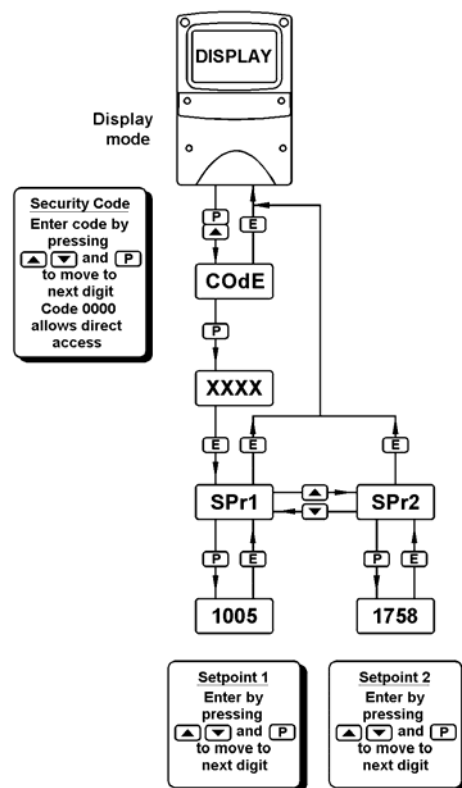 DISPLAY
Display
mode
Security Code
Enter code by
pressing
▲ ▼ and P
to move to
next digit
Code 0000
allows direct
access
P
▲
E
COdE
P
XXXX
E
E
E
SPr1
▲
▼
SPr2
P
E
P
E
1005
1758
Setpoint 1
Enter by
pressing
▲ ▼ and P
to move to
next digit
Setpoint 2
Enter by
pressing
▲ ▼ and P
to move to
next digit